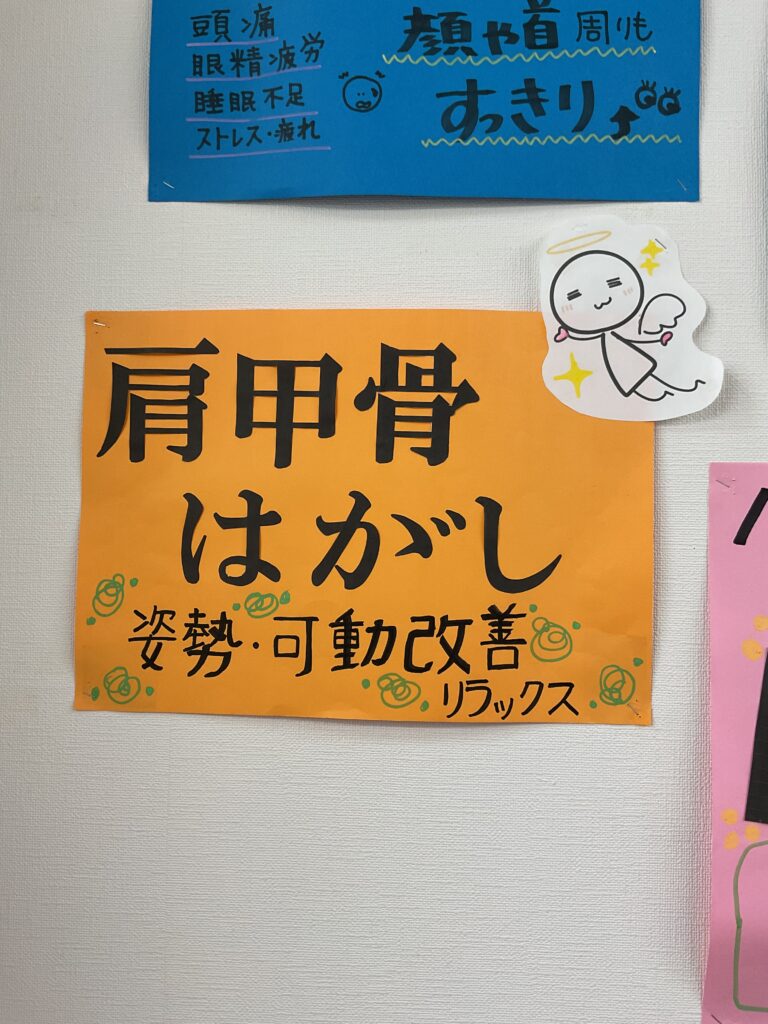 頭痛
眼精疲労
睡眠不足
ストレス・疲れ
顔や首周りも
すっきり
肩甲骨
はがし
姿勢・可動改善
リラックス